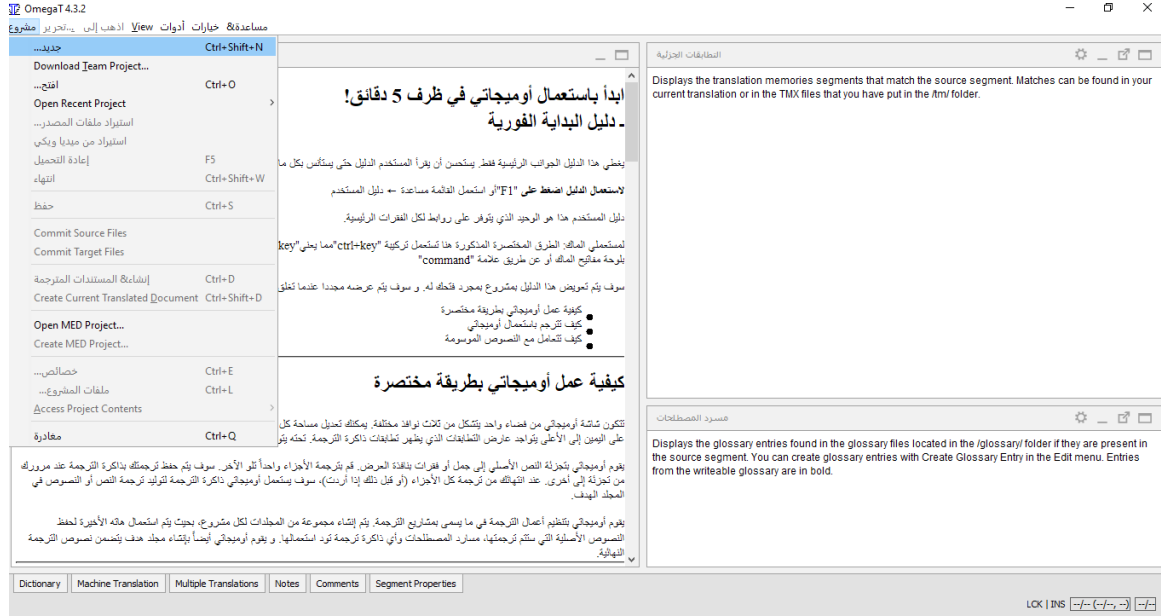 OmegaT 4.3.2
مشروع تحرير... اذهب إلى View أدوات خيارات &مساعدة
جديد... Ctrl+Shift+N
Download Team Project...
افتح... Ctrl+O
Open Recent Project
استيراد ملفات المصدر...
استيراد من ميديا ويكي
إعادة التحميل F5
انتهاء Ctrl+Shift+W
حفظ Ctrl+S
Commit Source Files
Commit Target Files
إنشاء& المستندات المترجمة Ctrl+D
Create Current Translated Document Ctrl+Shift+D
Open MED Project...
Create MED Project...
خصائص... Ctrl+E
ملفات المشروع... Ctrl+L
Access Project Contents
مغادرة Ctrl+Q
ابدأ باستعمال أوميجاتي في ظرف 5 دقائق!
ـ دليل البداية الفورية
يغطي هذا الدليل الجوانب الرئيسية فقط. يستحسن أن يقرأ المستخدم الدليل حتى يستأنس بكل ما
لاستعمال الدليل اضغط على "F1"أو استعمل القائمة مساعدة ← دليل المستخدم
دليل المستخدم هذا هو الوحيد الذي يتوفر على روابط لكل الفقرات الرئيسية.
لمستعملي الماك: الطرق المختصرة المذكورة هنا تستعمل تركيبة "ctrl+key"مما يعني"key
بلوحة مفاتيح الماك أو عن طريق علامة "command"
سوف يتم تعويض هذا الدليل بمشروع بمجرد فتحك له. و سوف يتم عرضه مجددا عندما تغلق
كيفية عمل أوميجاتي بطريقة مختصرة
كيف تترجم باستعمال أوميجاتي
كيف تتعامل مع النصوص الموسومة
كيفية عمل أوميجاتي بطريقة مختصرة
تتكون شاشة أوميجاتي من فضاء واحد يتشكل من ثلاث نوافذ مختلفة. يمكنك تعديل مساحة كل
على اليمين إلى الأعلى يتواجد عارض التطابقات الذي يظهر تطابقات ذاكرة الترجمة. تحته يتو
يقوم أوميجاتي بتجزئة النص الأصلي إلى جمل أو فقرات بنافذة العرض. قم بترجمة الأجزاء واحداً تلو الآخر. سوف يتم حفظ ترجمتك بذاكرة الترجمة عند مرورك
من تجزئة إلى أخرى. عند انتهائك من ترجمة كل الأجزاء (أو قبل ذلك إذا أردت)، سوف يستعمل أوميجاتي ذاكرة الترجمة لتوليد ترجمة النص أو النصوص في
المجلد الهدف.
يقوم أوميجاتي بتنظيم أعمال الترجمة في ما يسمى بمشاريع الترجمة. يتم إنشاء مجموعة من المجلدات لكل مشروع، بحيث يتم استعمال هاته الأخيرة لحفظ
النصوص الأصلية التي ستتم ترجمتها، مسارد المصطلحات وأي ذاكرة ترجمة تود استعمالها. و يقوم أوميجاتي أيضاً بإنشاء مجلد هدف يتضمن نصوص الترجمة
النهائية.
التطابقات الجزئية
Displays the translation memories segments that match the source segment. Matches can be found in your
current translation or in the TMX files that you have put in the /tm/ folder.
مسرد المصطلحات
Displays the glossary entries found in the glossary files located in the /glossary/ folder if they are present in
the source segment. You can create glossary entries with Create Glossary Entry in the Edit menu. Entries
from the writeable glossary are in bold.
Dictionary Machine Translation Multiple Translations Notes Comments Segment Properties
LCK | INS --/-- (--/--, --) --/--